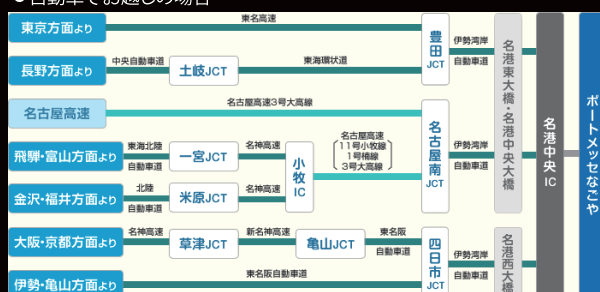 自動車でお越しの場合
東京方面より
東名高速
豊田JCT
伊勢湾岸
自動車道
長野方面より
中央自動車道
土岐JCT
東海環状道
名古屋高速
名古屋高速3号大高線
飛騨・富山方面より
東海北陸
自動車道
一宮JCT
名神高速
小牧IC
名古屋高速
11号小牧線
1号楠線
3号大高線
名古屋南JCT
伊勢湾岸
自動車道
名港東大橋・名港中央大橋
名港中央IC
ポートメッセなごや
金沢・福井方面より
北陸
自動車道
米原JCT
名神高速
大阪・京都方面より
名神高速
草津JCT
新名神高速
亀山JCT
東名阪
自動車道
四日市JCT
伊勢湾岸
自動車道
名港西大橋
伊勢・亀山方面より
東名阪自動車道